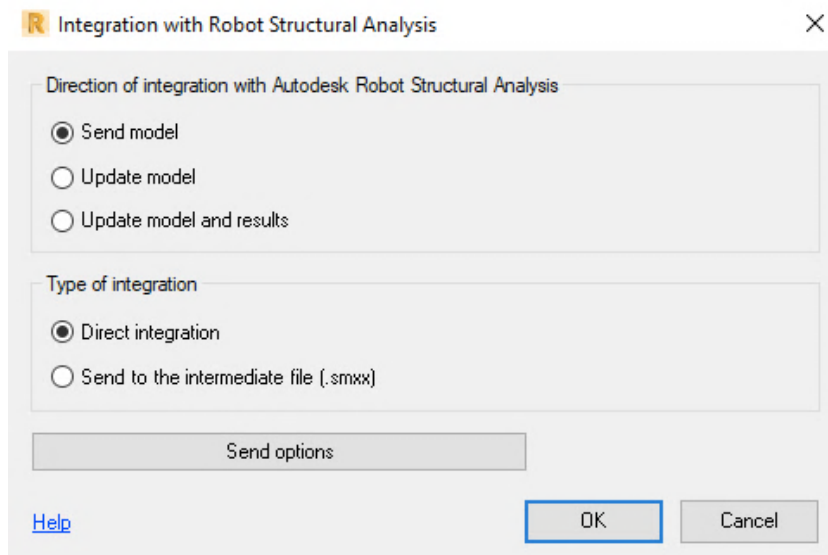 Integration with Robot Structural Analysis
Direction of integration with Autodesk Robot Structural Analysis
Send model
Update model
Update model and results
Type of integration
Direct integration
Send to the intermediate file (.smxx)
Send options
Help
OK
Cancel